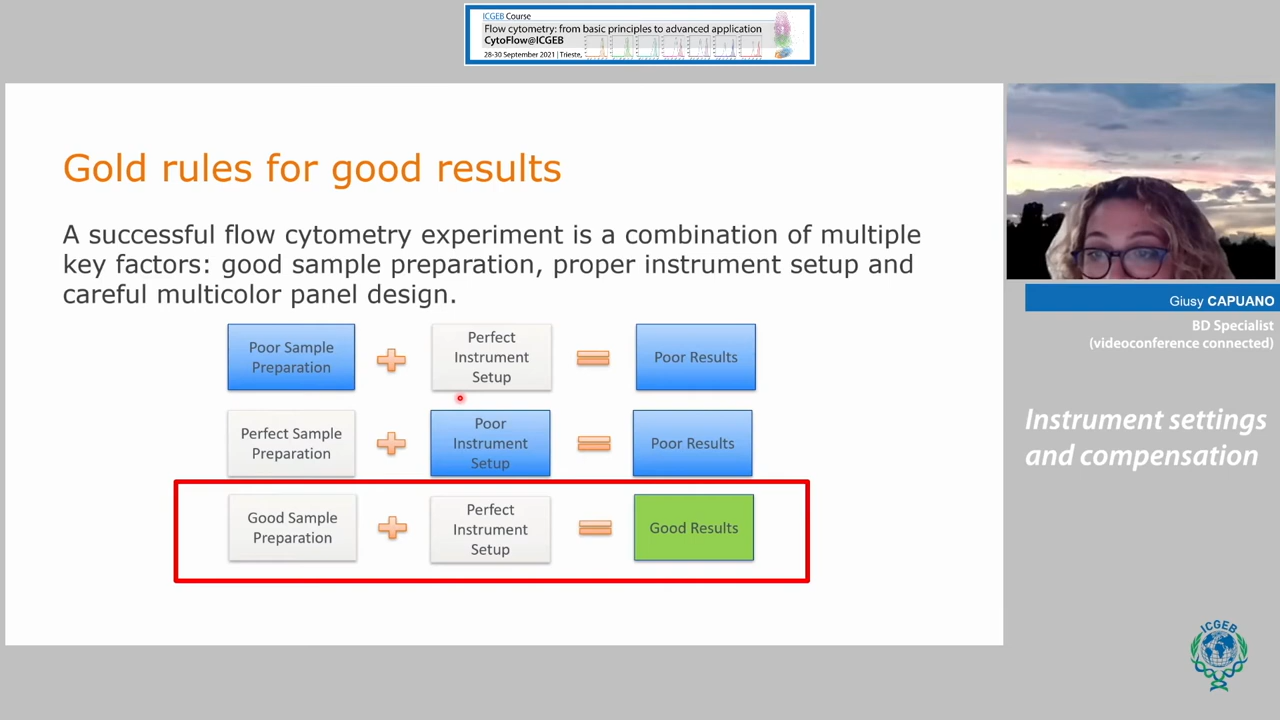 ICGEB Course
Flow cytometry: from basic principles to advanced application
CytoFlow@ICGEB
28-30 September 2021 | Trieste,
Gold rules for good results
A successful flow cytometry experiment is a combination of multiple
key factors: good sample preparation, proper instrument setup and
careful multicolor panel design.
Poor Sample
Preparation
Perfect
Instrument
Setup
Poor Results
Perfect Sample
Preparation
Poor
Instrument
Setup
Poor Results
Good Sample
Preparation
Perfect
Instrument
Setup
Good Results
Giusy CAPUANO
BD Specialist
(videoconference connected)
Instrument settings
and compensation
ICGEB